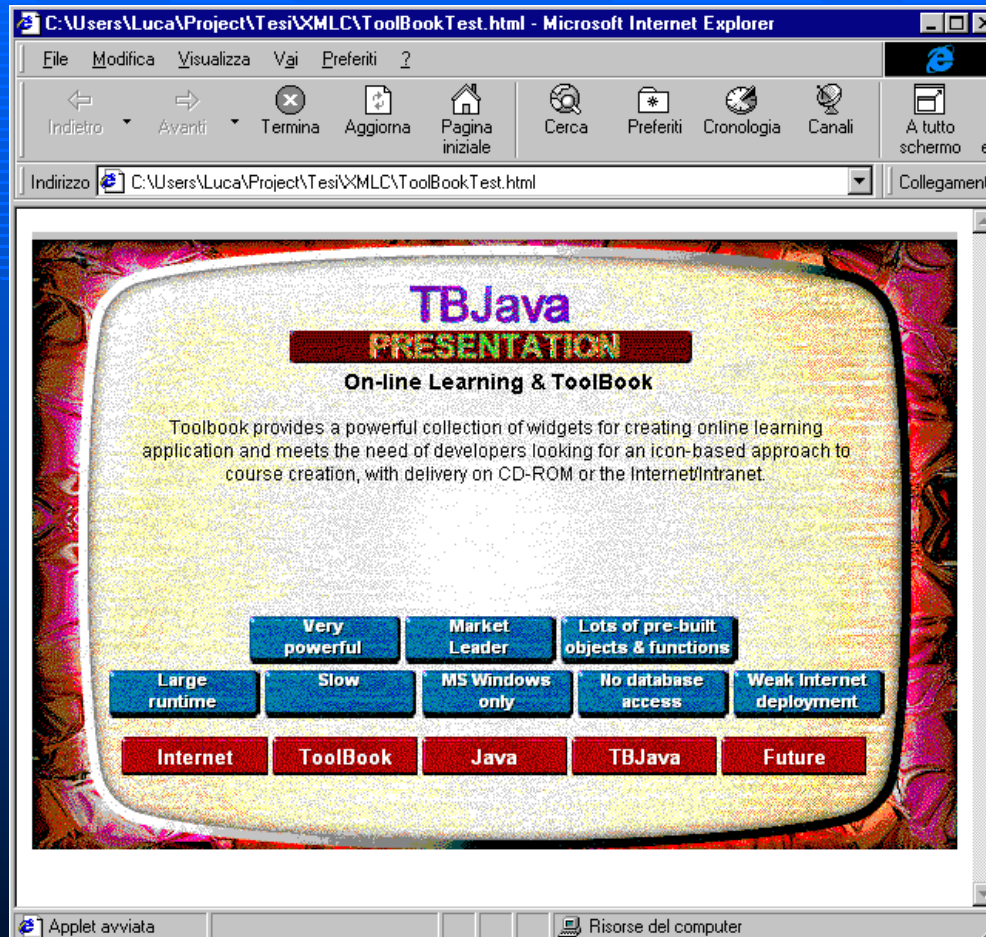 C:\Users\Luca\Project\Tesi\XMLC\ToolBookTest.html - Microsoft Internet Explorer
File Modifica Visualizza Vai Preferiti ?
Indietro Avanti Termina Aggiorna Pagina iniziale Cerca Preferiti Cronologia Canali A tutto schermo
Indirizzo C:\Users\Luca\Project\Tesi\XMLC\ToolBookTest.html Collegament
TBJava
PRESENTATION
On-line Learning & ToolBook
Toolbook provides a powerful collection of widgets for creating online learning
application and meets the need of developers looking for an icon-based approach to
course creation, with delivery on CD-ROM or the Internet/Intranet.
Very powerful Market Leader Lots of pre-built objects & functions
Large runtime Slow MS Windows only No database access Weak Internet deployment
Internet ToolBook Java TBJava Future
Applet avviata Risorse del computer